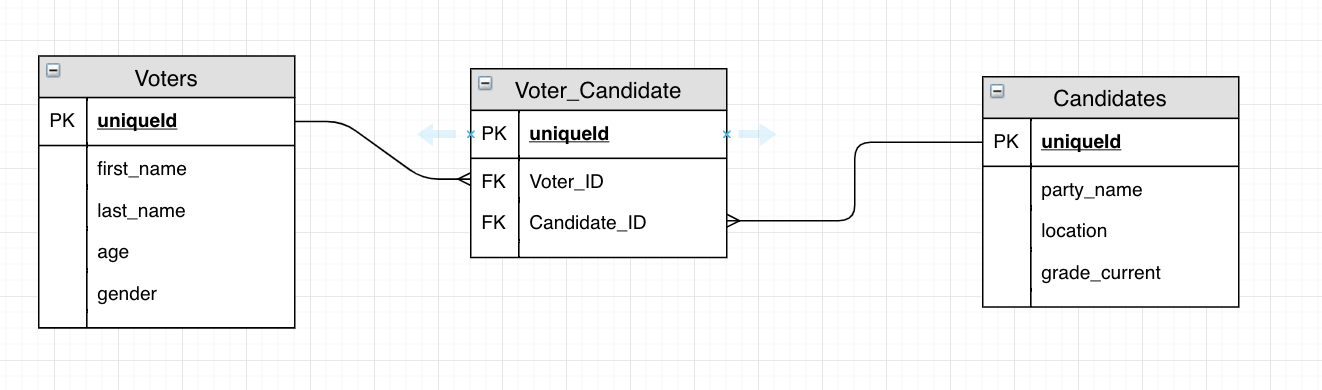 Voters
PK uniqueId
first_name
last_name
age
gender
Voter_Candidate
PK uniqueId
FK Voter_ID
FK Candidate_ID
Candidates
PK uniqueId
party_name
location
grade_current